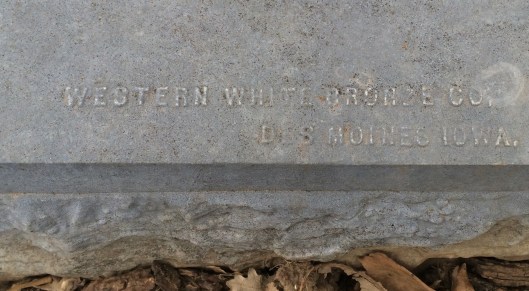 WESTERN WHITE BRONZE CO.
DES MOINES IOWA.